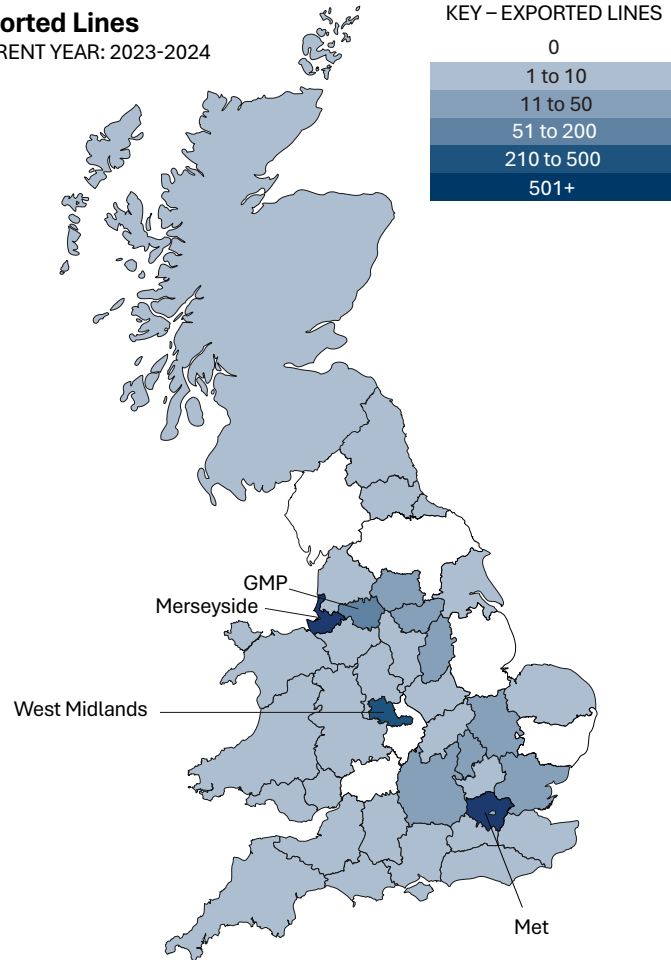 orted Lines
RENT YEAR: 2023-2024
KEY – EXPORTED LINES
0
1 to 10
11 to 50
51 to 200
210 to 500
501+
GMP
Merseyside
West Midlands
Met